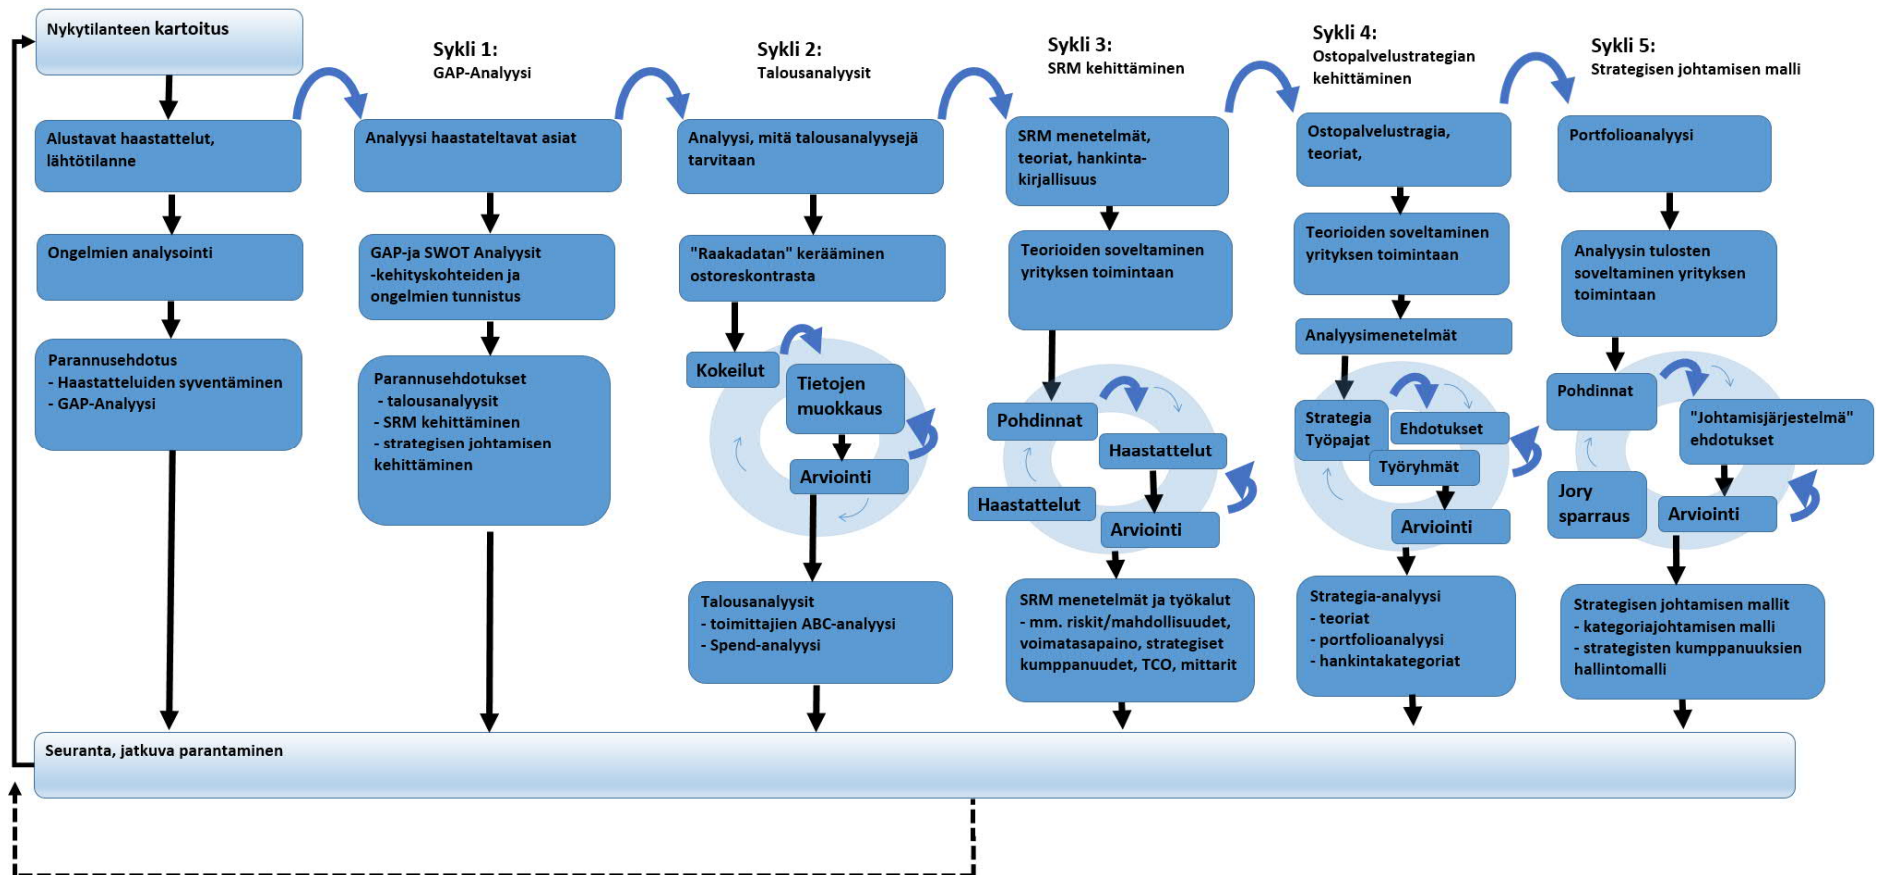 Nykytilanteen kartoitus
Alustavat haastattelut,
lähtötilanne
Ongelmien analysointi
Parannusehdotus
- Haastatteluiden syventäminen
- GAP-Analyysi
Sykli 1:
GAP-Analyysi
Analyysi haastateltavat asiat
GAP-ja SWOT Analyysit
-kehityskohteiden ja
ongelmien tunnistus
Parannusehdotukset
- talousanalyysit
- SRM kehittäminen
- strategisen johtamisen
kehittäminen
Sykli 2:
Talousanalyysit
Analyysi, mitä talousanalyysejä
tarvitaan
"Raakadatan" kerääminen
ostoreskontrasta
Kokeilut
Tietojen
muokkaus
Arviointi
Talousanalyysit
- toimittajien ABC-analyysi
- Spend-analyysi
Sykli 3:
SRM kehittäminen
SRM menetelmät,
teoriat, hankinta-
kirjallisuus
Teorioiden soveltaminen
yrityksen toimintaan
Pohdinnat
Haastattelut
Haastattelut
Arviointi
SRM menetelmät ja työkalut
- mm. riskit/mahdollisuudet,
voimatasapaino, strategiset
kumppanuudet, TCO, mittarit
Sykli 4:
Ostopalvelustrategian
kehittäminen
Ostopalvelustragia,
teoriat,
Teorioiden soveltaminen
yrityksen toimintaan
Analyysimenetelmät
Strategia
Työpajat
Ehdotukset
Työryhmät
Arviointi
Strategia-analyysi
- teoriat
- portfolioanalyysi
- hankintakategoriat
Sykli 5:
Strategisen johtamisen malli
Portfolioanalyysi
Analyysin tulosten
soveltaminen yrityksen
toimintaan
Pohdinnat
"Johtamisjärjestelmä"
ehdotukset
Jory
sparraus
Arviointi
Strategisen johtamisen mallit
- kategoriajohtamisen malli
- strategisten kumppanuuksien
hallintomalli
Seuranta, jatkuva parantaminen